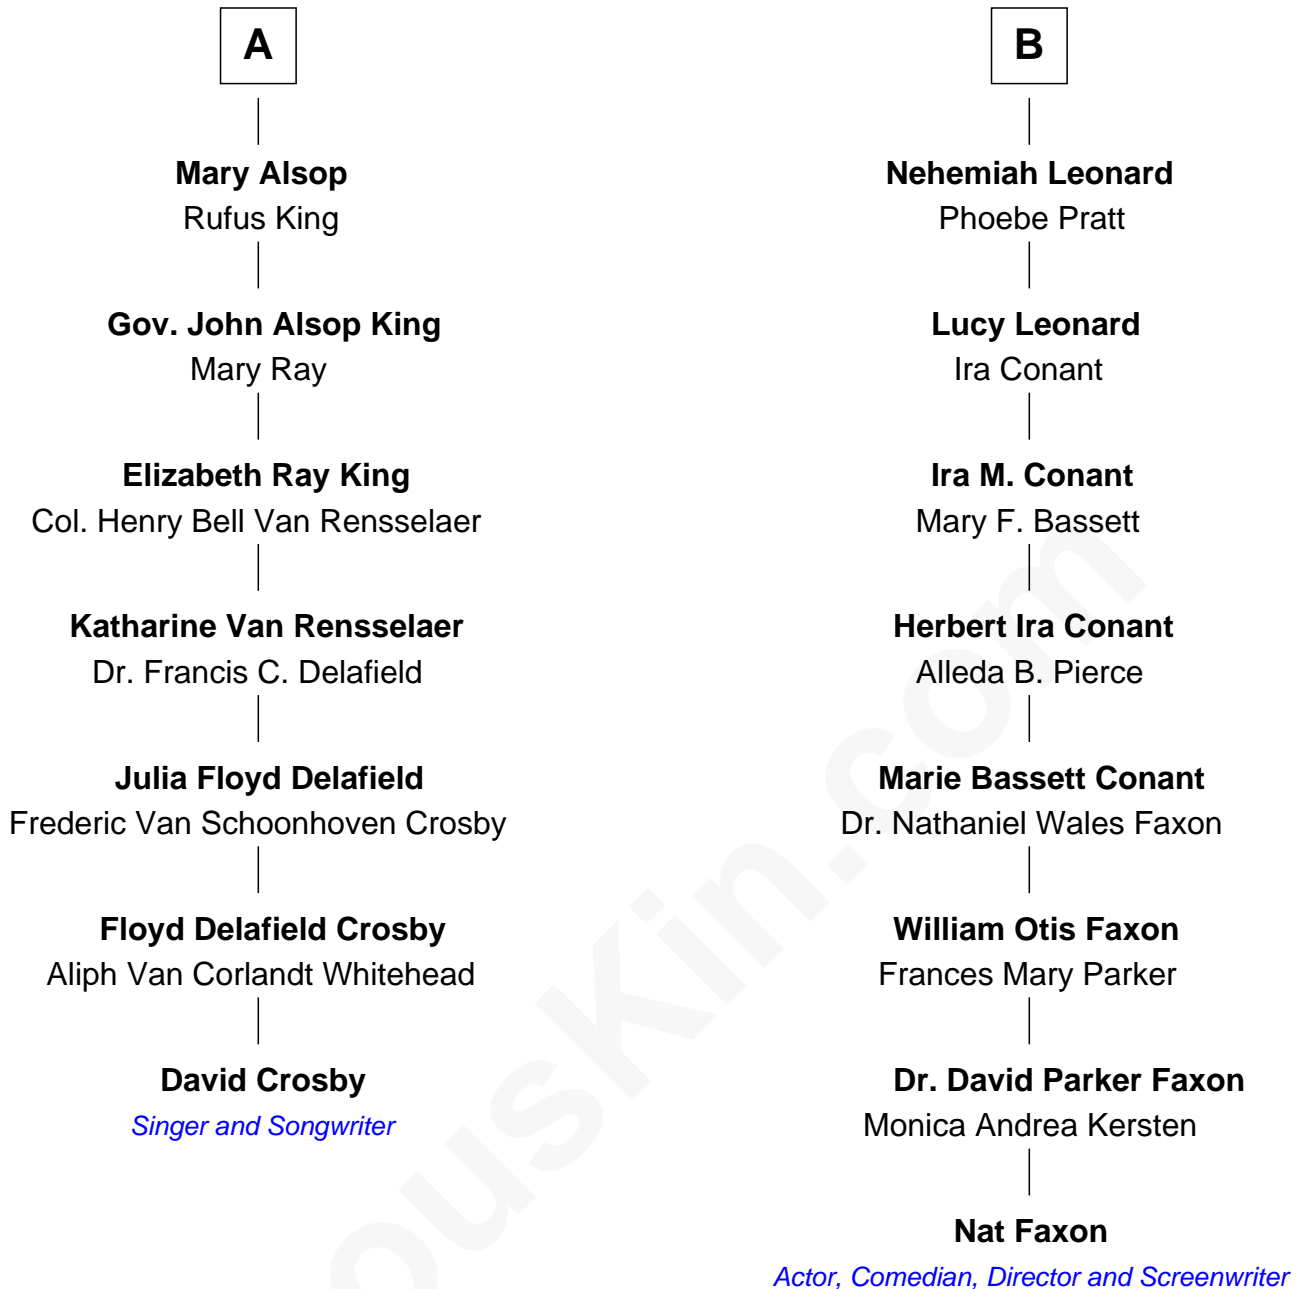 A
Mary Alsop
Rufus King
Gov. John Alsop King
Mary Ray
Elizabeth Ray King
Col. Henry Bell Van Rensselaer
Katharine Van Rensselaer
Dr. Francis C. Delafield
Julia Floyd Delafield
Frederic Van Schoonhoven Crosby
Floyd Delafield Crosby
Aliph Van Corlandt Whitehead
David Crosby
Singer and Songwriter
B
Nehemiah Leonard
Phoebe Pratt
Lucy Leonard
Ira Conant
Ira M. Conant
Mary F. Bassett
Herbert Ira Conant
Alleda B. Pierce
Marie Bassett Conant
Dr. Nathaniel Wales Faxon
William Otis Faxon
Frances Mary Parker
Dr. David Parker Faxon
Monica Andrea Kersten
Nat Faxon
Actor, Comedian, Director and Screenwriter
ousKin.com